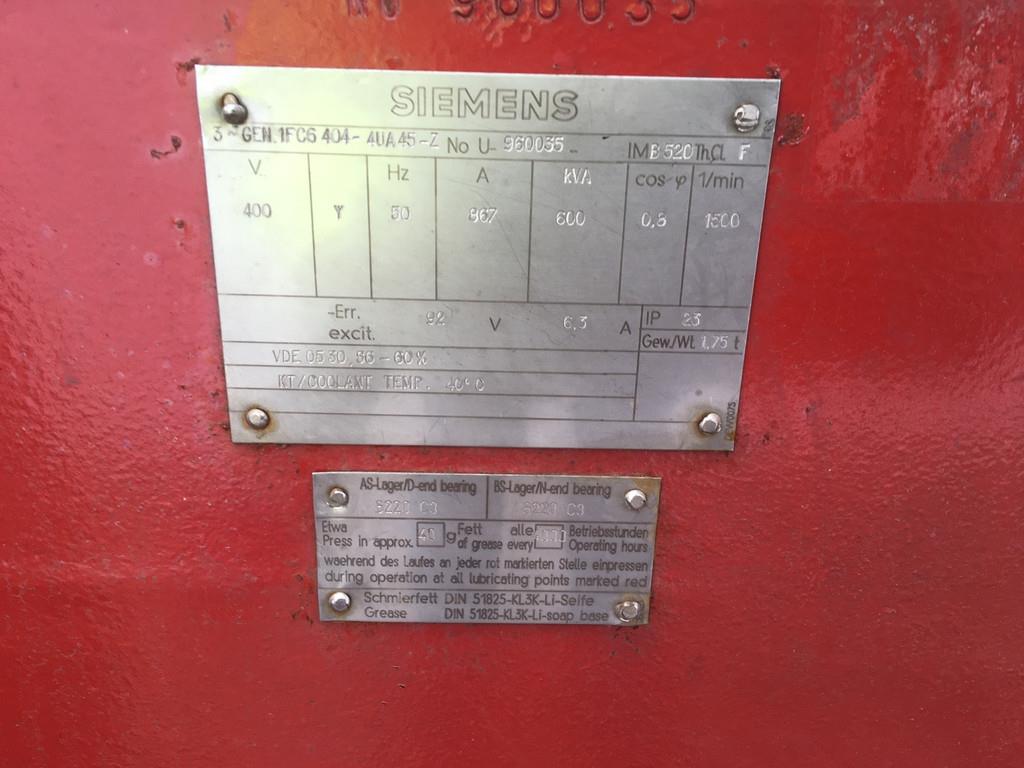 No 960035
SIEMENS
3~GEN.1FC6 404-4UA45-Z No U- 960035 IM B 520 Th.Cl. F
V Hz A kVA cos φ 1/min
400 Y 50 867 600 0,8 1500
-Err. excit. 92 V 6,3 A IP 23
Gew./Wt. 1,75 t
VDE 0530, S6-60%
KT/COOLANT TEMP. 40°C
AS-Lager/D-end bearing BS-Lager/N-end bearing
6220 C3 6220 C3
Etwa 40 g Fett alle Betriebsstunden
Press in approx. of grease every Operating hours
waehrend des Laufes an jeder rot markierten Stelle einpressen
during operation at all lubricating points marked red
Schmierfett DIN 51825-KL3K-Li-Seife
Grease DIN 51825-KL3K-Li-soap base